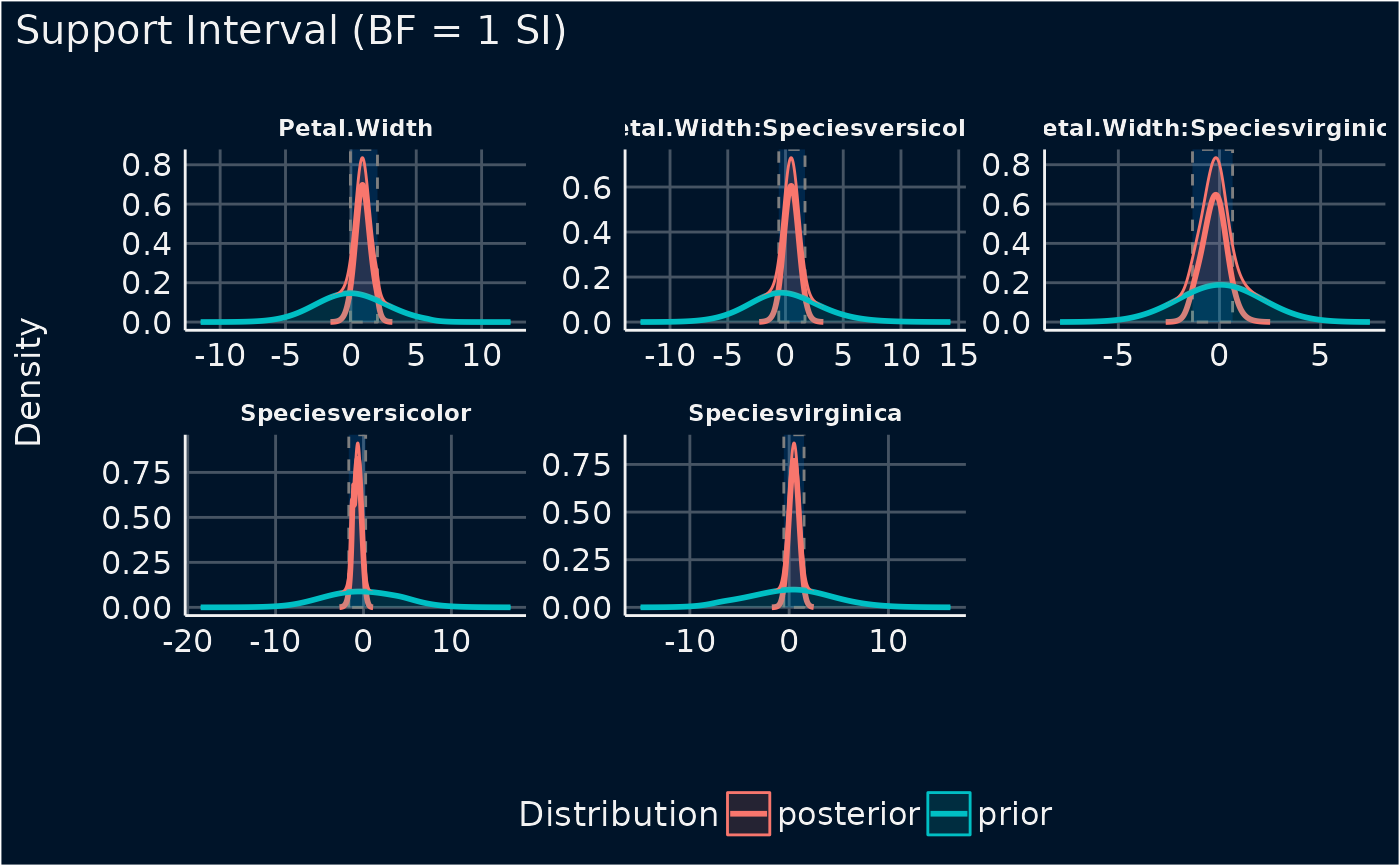 Support Interval (BF = 1 SI)
Density
Petal.Width
0.8
0.6
0.4
0.2
0.0
-10 -5 0 5 10
etal.Width:Speciesversicol
0.6
0.4
0.2
0.0
-10 -5 0 5 10 15
etal.Width:Speciesvirginic
0.8
0.6
0.4
0.2
0.0
-5 0 5
Speciesversicolor
0.75
0.50
0.25
0.00
-20 -10 0 10
Speciesvirginica
0.75
0.50
0.25
0.00
-10 0 10
Distribution posterior prior